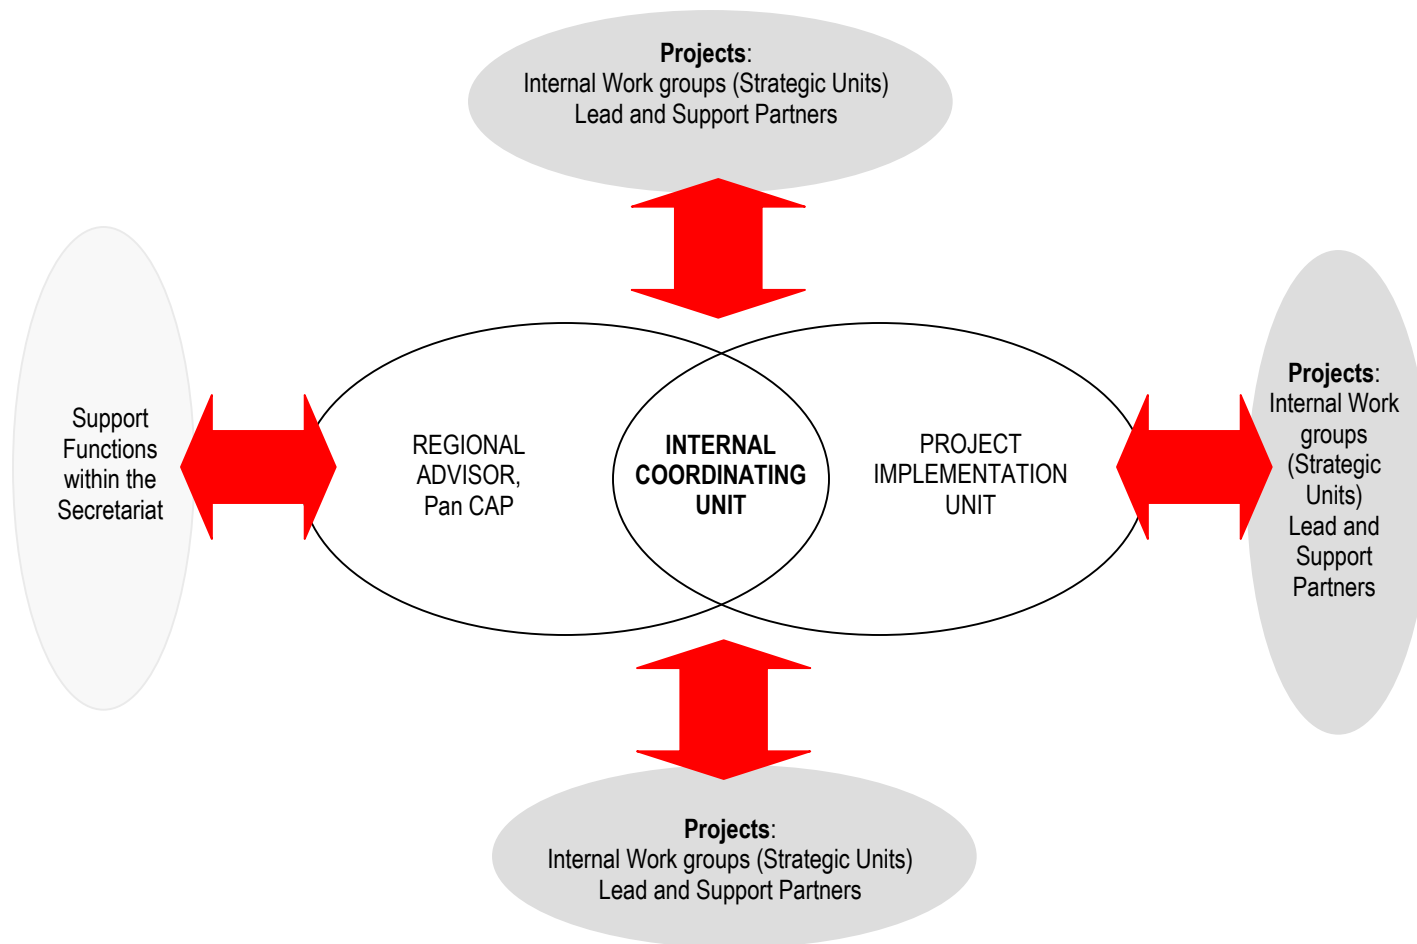 Projects:
Internal Work groups (Strategic Units)
Lead and Support Partners
Support
Functions
within the
Secretariat
REGIONAL
ADVISOR,
Pan CAP
INTERNAL
COORDINATING
UNIT
PROJECT
IMPLEMENTATION
UNIT
Projects:
Internal Work
groups
(Strategic
Units)
Lead and
Support
Partners
Projects:
Internal Work groups (Strategic Units)
Lead and Support Partners